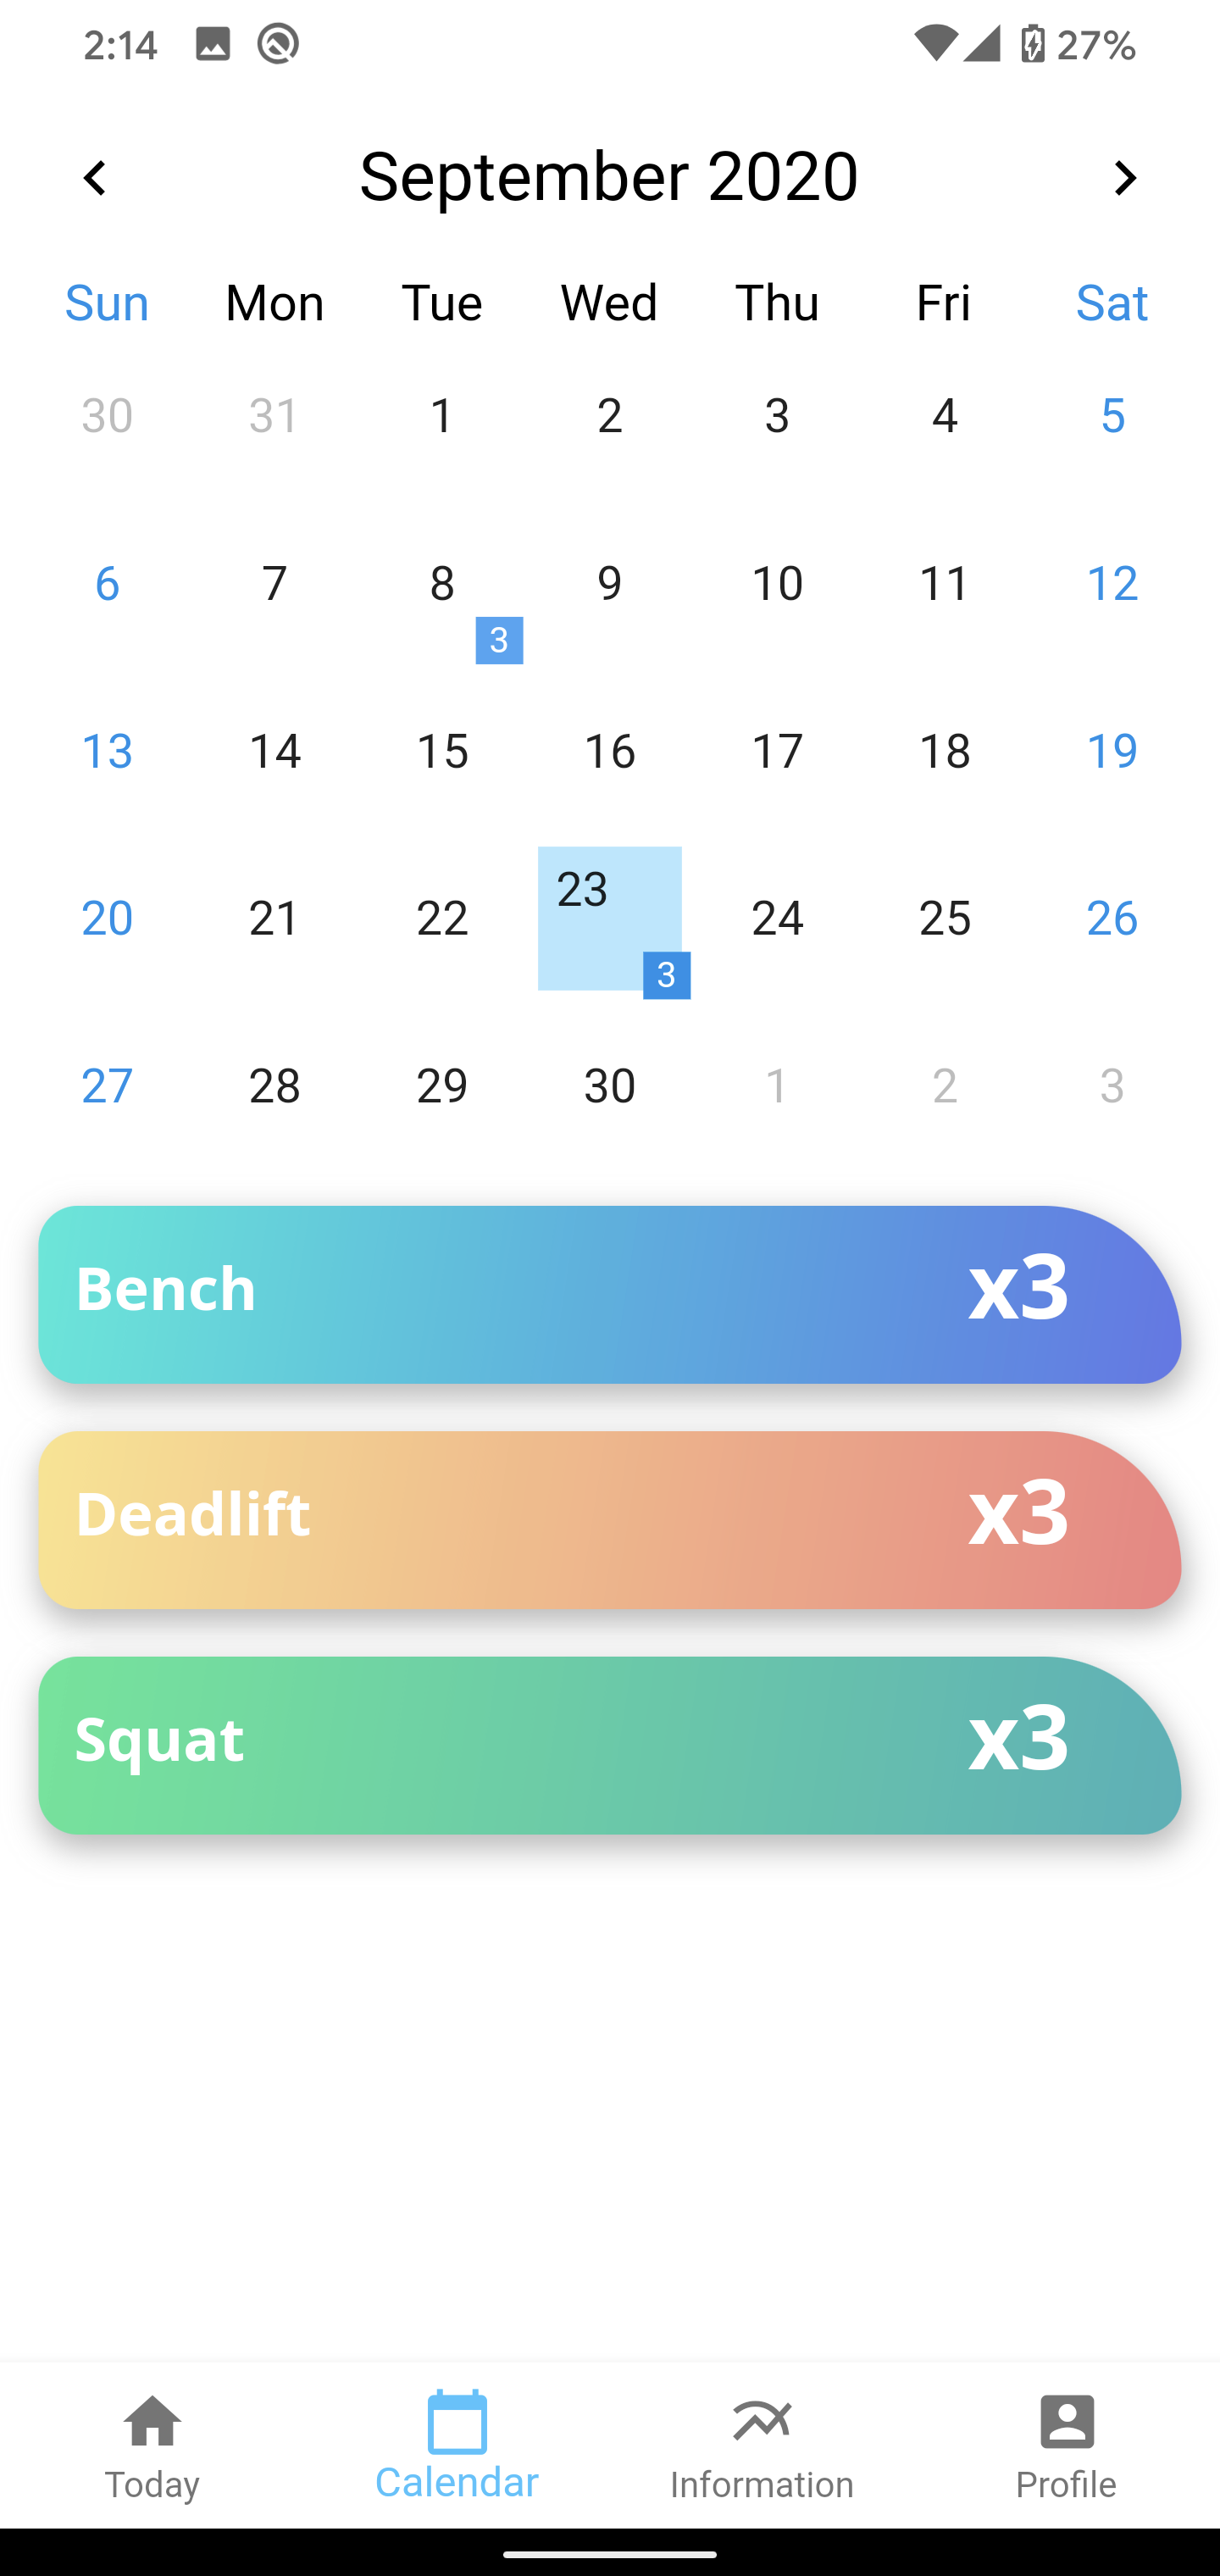 2:14 27%
September 2020
Sun Mon Tue Wed Thu Fri Sat
30 31 1 2 3 4 5
6 7 8 9 10 11 12
3
13 14 15 16 17 18 19
20 21 22 23 24 25 26
3
27 28 29 30 1 2 3
Bench x3
Deadlift x3
Squat x3
Today Calendar Information Profile